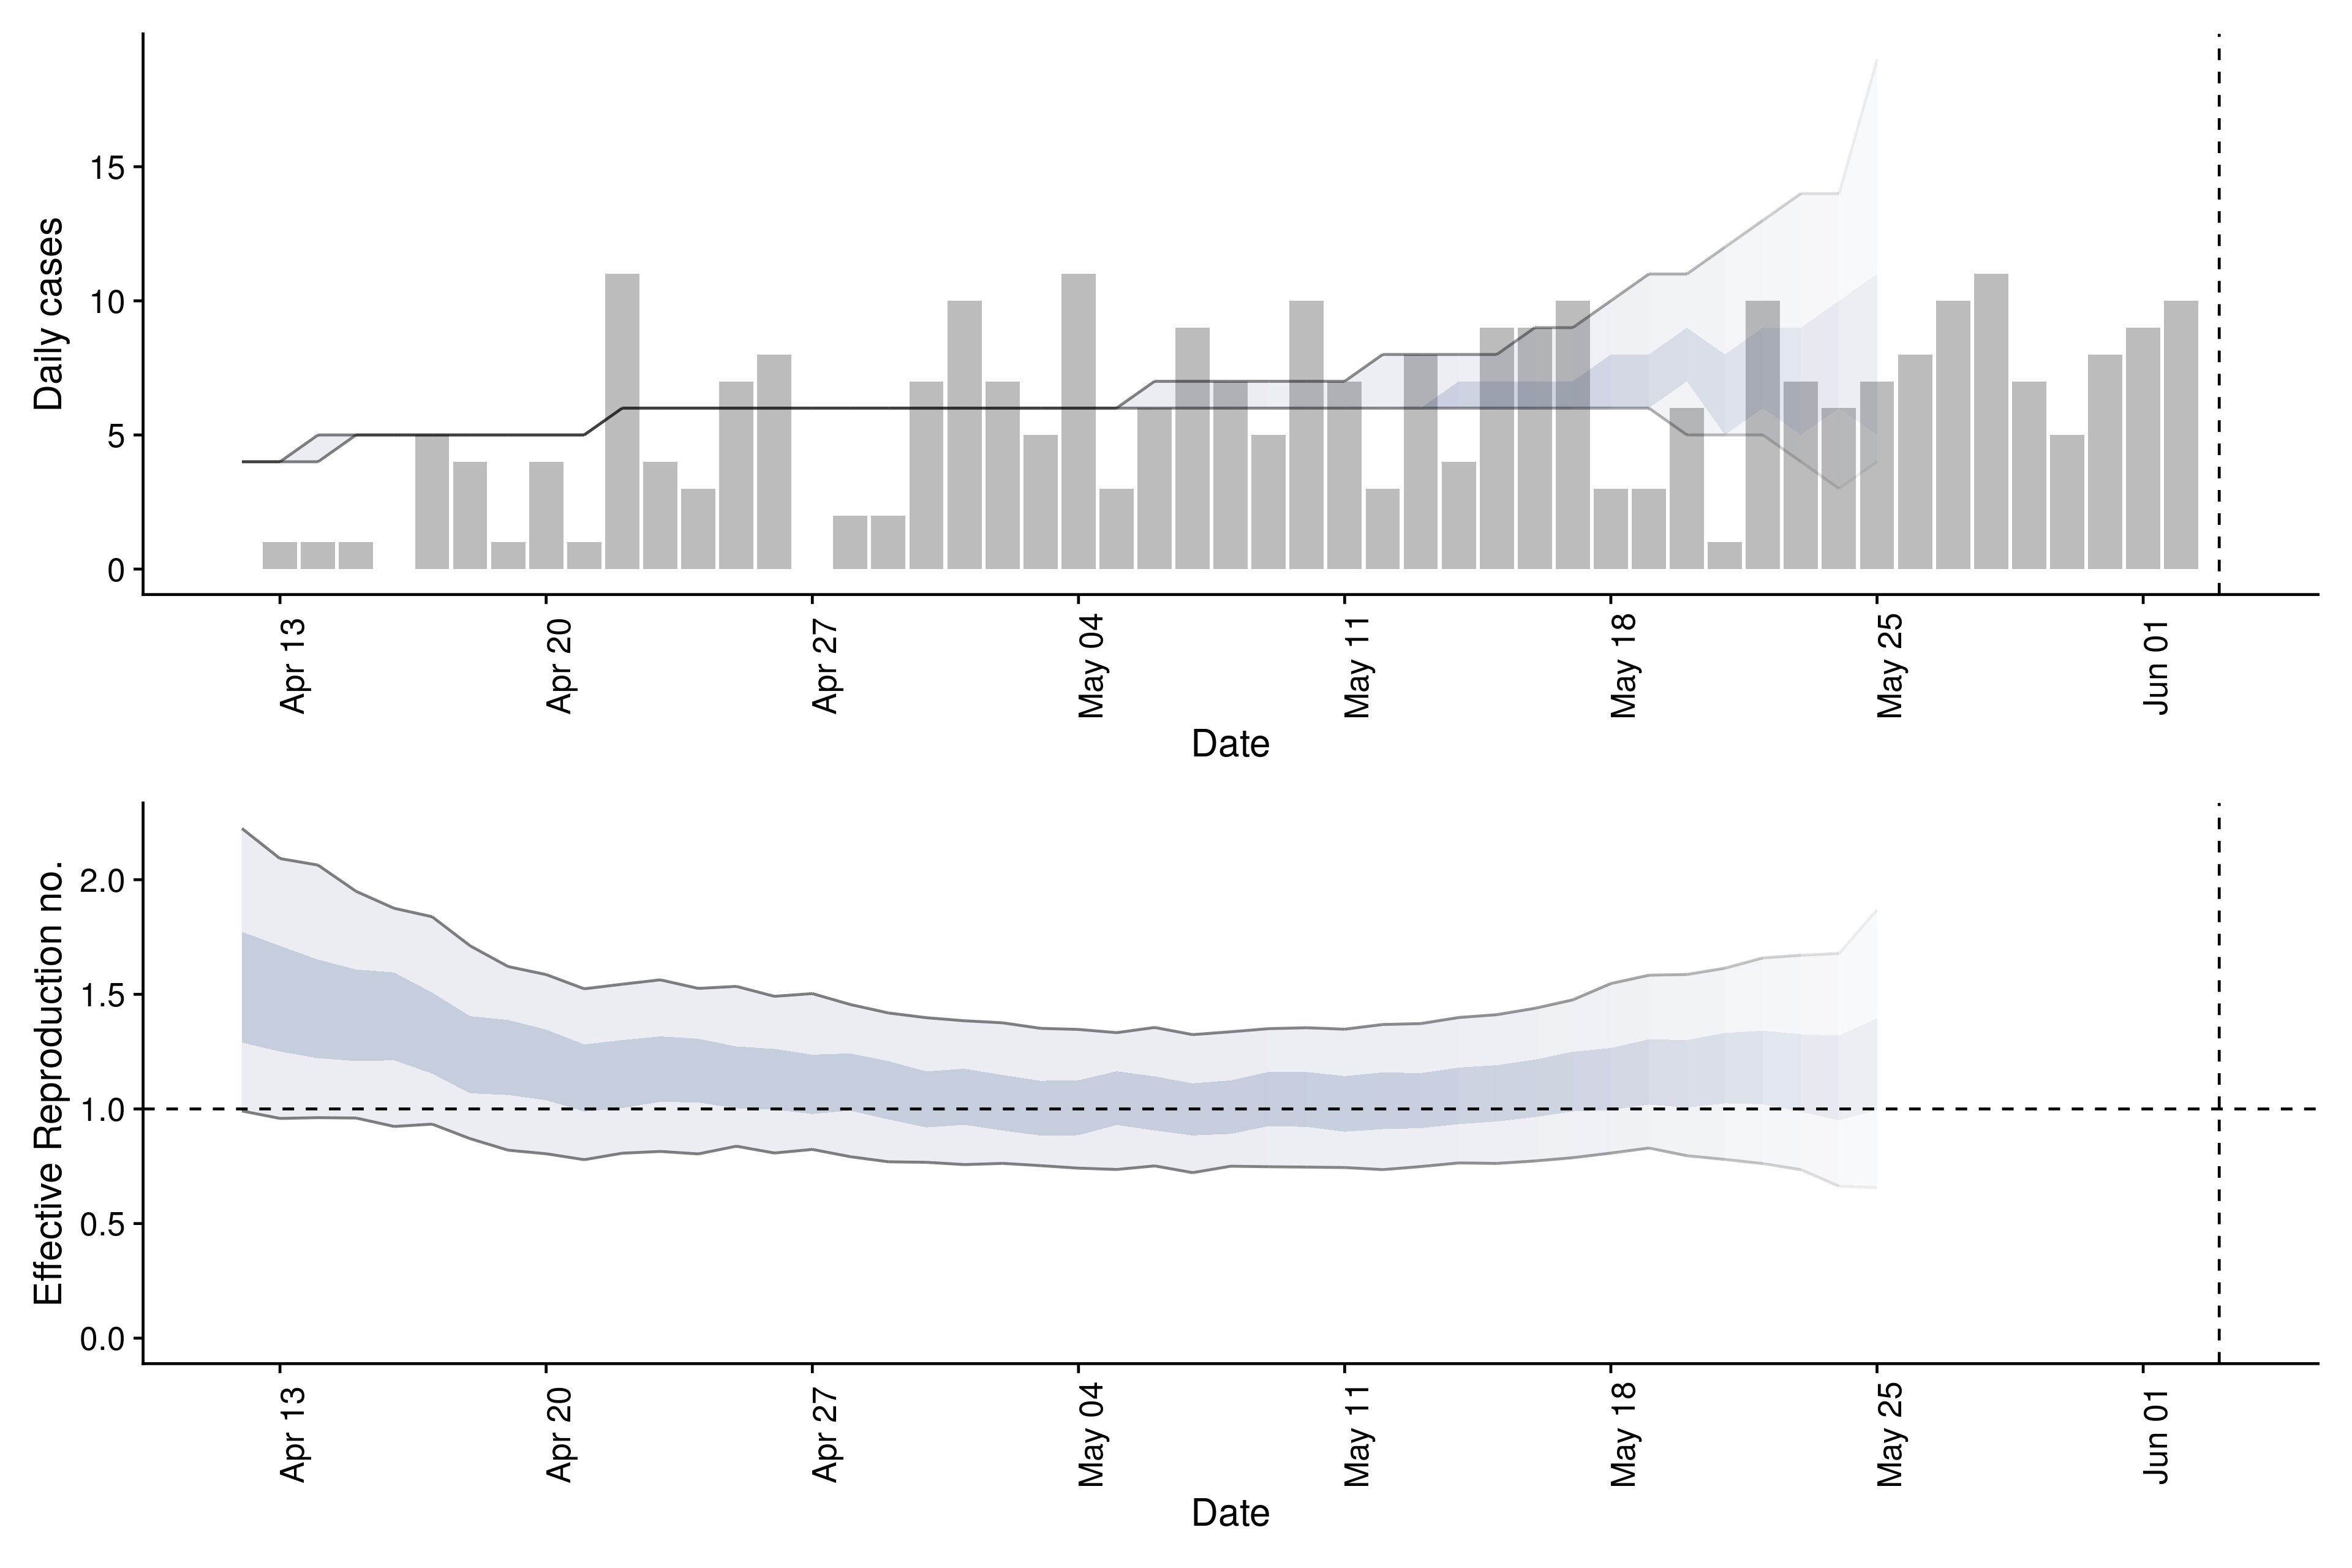 Daily cases
15
10
5
0
Apr 13
Apr 20
Apr 27
May 04
May 11
May 18
May 25
Jun 01
Date
Effective Reproduction no.
2.0
1.5
1.0
0.5
0.0
Apr 13
Apr 20
Apr 27
May 04
May 11
May 18
May 25
Jun 01
Date